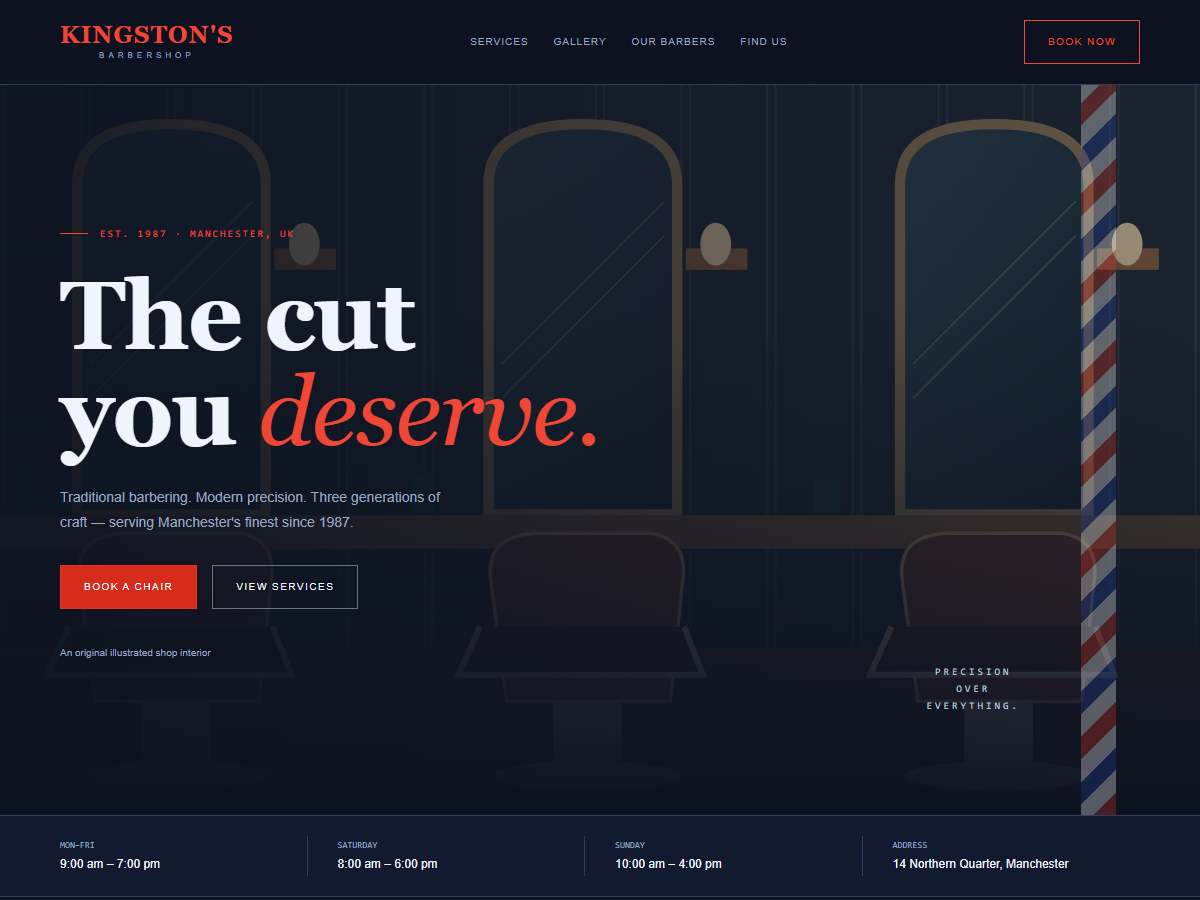 KINGSTON'S
BARBERSHOP
SERVICES
GALLERY
OUR BARBERS
FIND US
BOOK NOW
EST. 1987 · MANCHESTER, UK
The cut
you deserve.
Traditional barbering. Modern precision. Three generations of
craft — serving Manchester's finest since 1987.
BOOK A CHAIR
VIEW SERVICES
An original illustrated shop interior
PRECISION
OVER
EVERYTHING.
MON–FRI
9:00 am – 7:00 pm
SATURDAY
8:00 am – 6:00 pm
SUNDAY
10:00 am – 4:00 pm
ADDRESS
14 Northern Quarter, Manchester